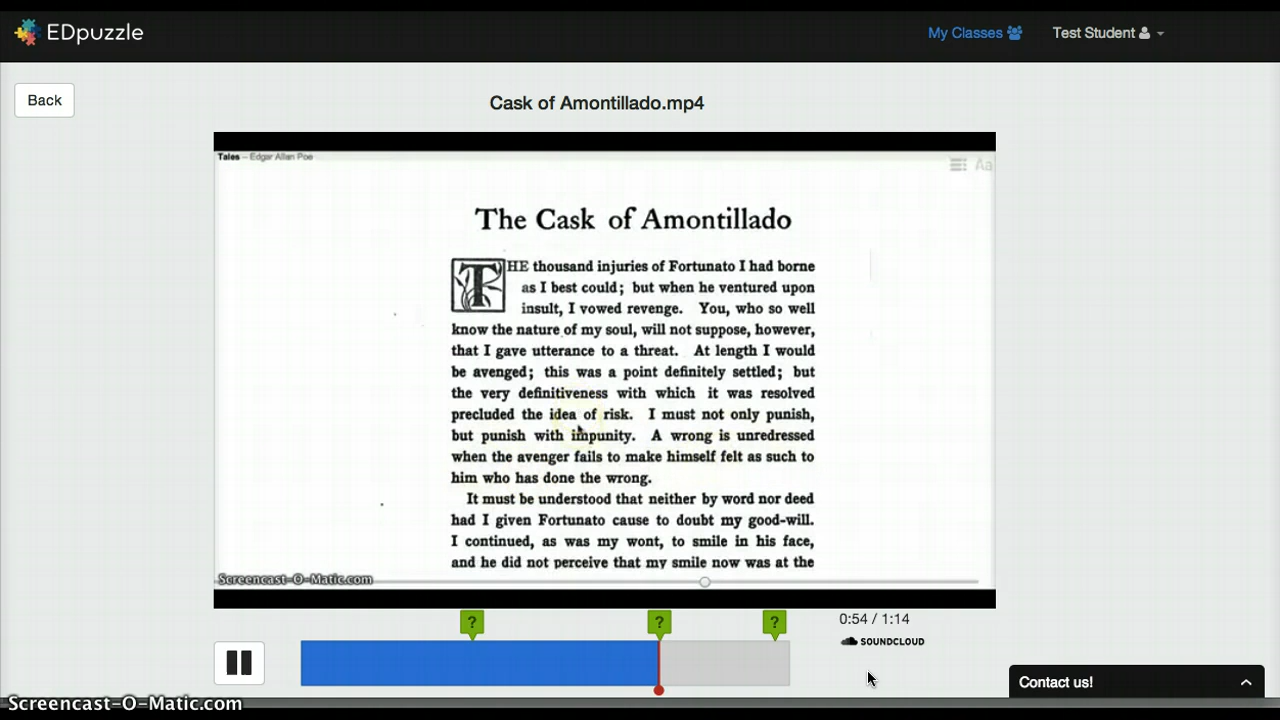 EDpuzzle
My Classes
Test Student
Back
Cask of Amontillado.mp4
Tales – Edgar Allan Poe
Aa
The Cask of Amontillado
THE thousand injuries of Fortunato I had borne
as I best could; but when he ventured upon
insult, I vowed revenge. You, who so well
know the nature of my soul, will not suppose, however,
that I gave utterance to a threat. At length I would
be avenged; this was a point definitely settled; but
the very definitiveness with which it was resolved
precluded the idea of risk. I must not only punish,
but punish with impunity. A wrong is unredressed
when the avenger fails to make himself felt as such to
him who has done the wrong.
It must be understood that neither by word nor deed
had I given Fortunato cause to doubt my good-will.
I continued, as was my wont, to smile in his face,
and he did not perceive that my smile now was at the
Screencast-O-Matic.com
? ? ?
0:54 / 1:14
SOUNDCLOUD
Contact us!
Screencast-O-Matic.com